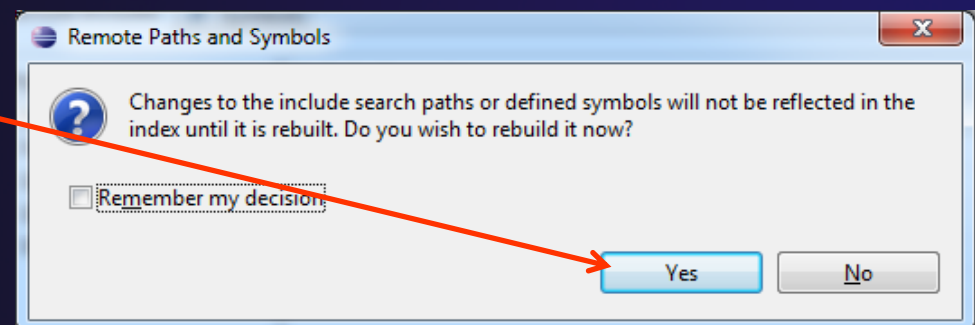 Remote Paths and Symbols
Changes to the include search paths or defined symbols will not be reflected in the
index until it is rebuilt. Do you wish to rebuild it now?
Remember my decision
Yes
No